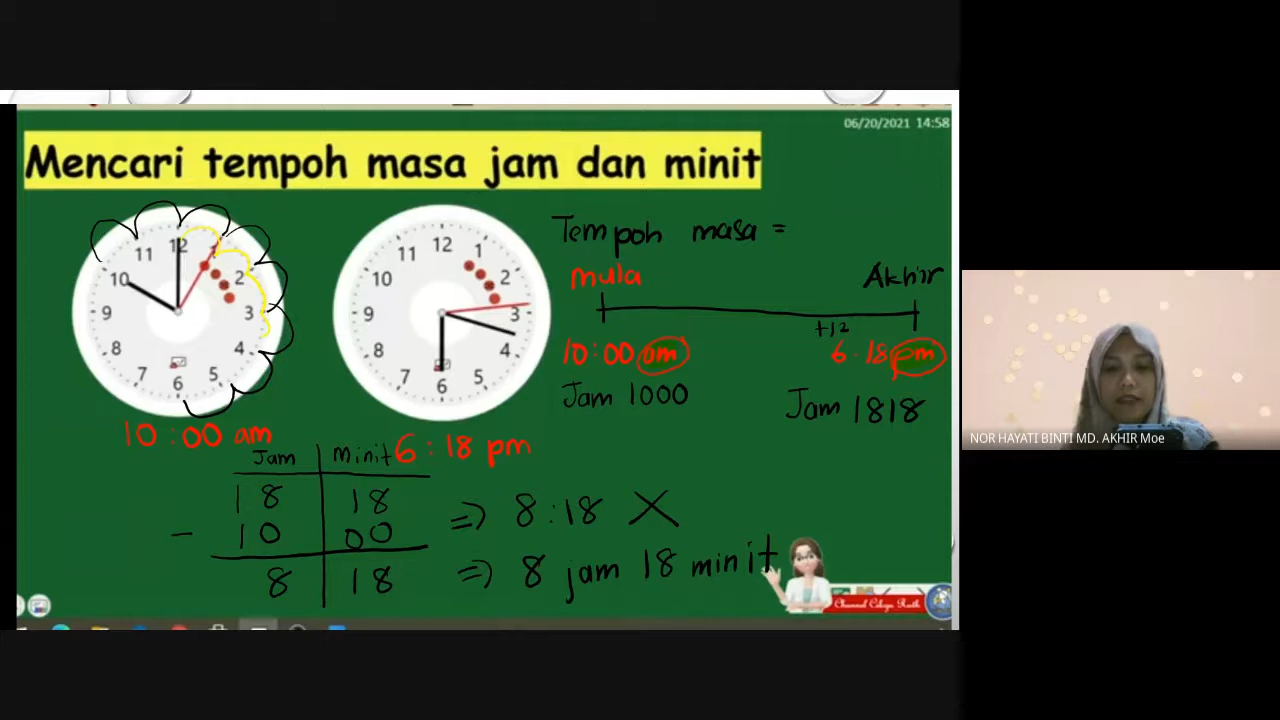 06/20/2021 14:58
Mencari tempoh masa jam dan minit
12
11 1
10 2
9 3
8 4
7 5
6
12
11 1
10 2
9 3
8 4
7 5
6
Tempoh masa =
mula Akhir
+12
10:00 am 6.18 pm
Jam 1000 Jam 1818
10:00 am 6:18 pm
Jam minit
18 18
- 10 00
8 18
=> 8:18 X
=> 8 jam 18 minit
Channel Cikgu Ruth
NOR HAYATI BINTI MD. AKHIR Moe